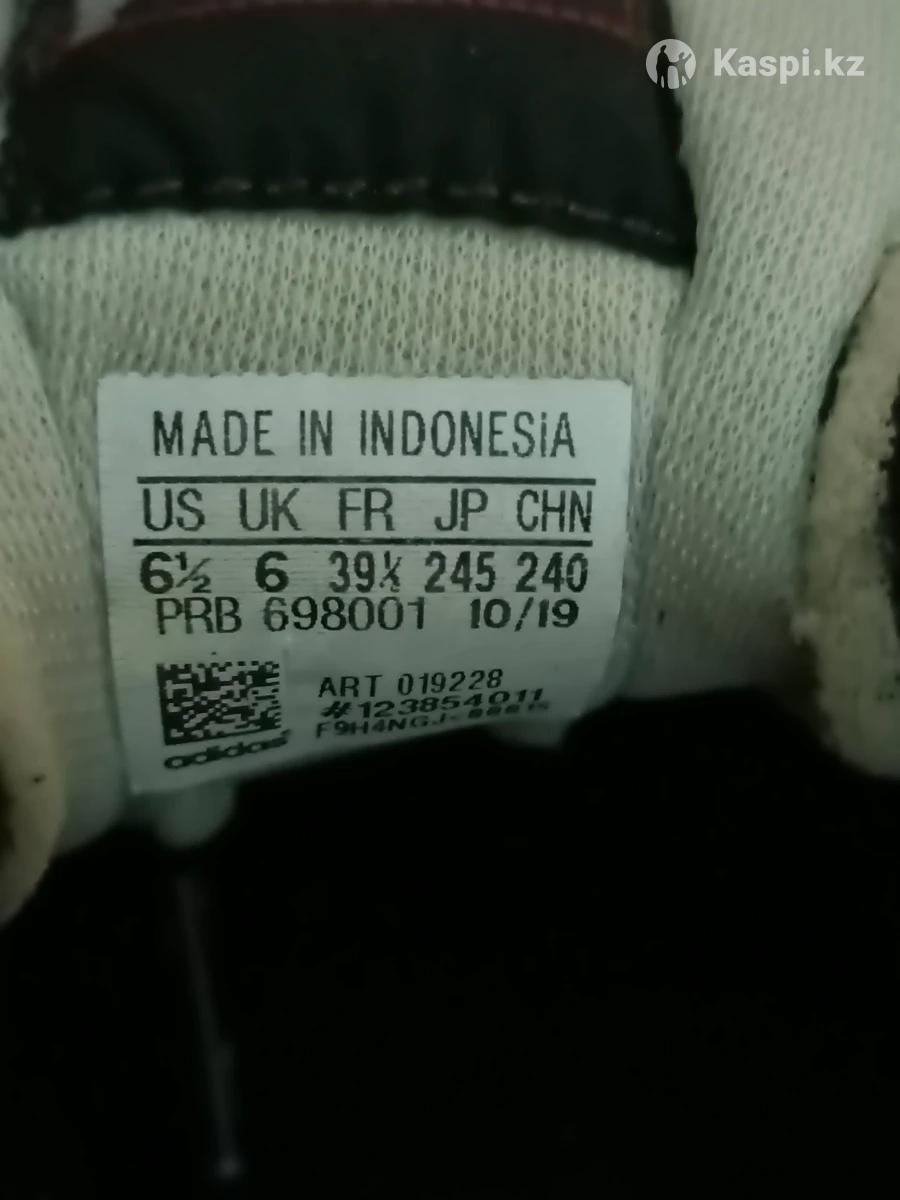 Kaspi.kz
MADE IN INDONESiA
US UK FR JP CHN
6½ 6 39⅓ 245 240
PRB 698001 10/19
ART 019228
#123854011
F9H4NGJ-
adidas